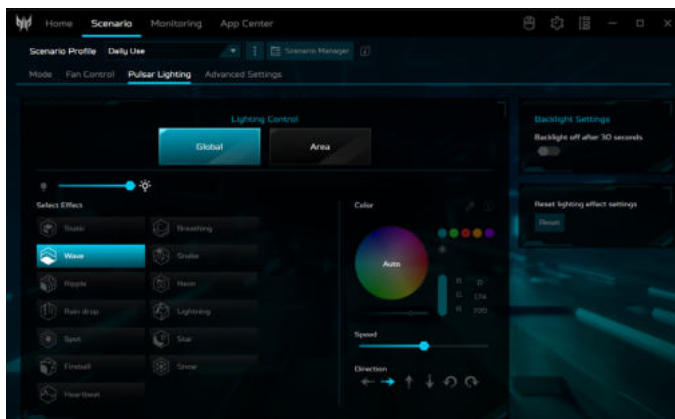 Home Scenario Monitoring App Center
Scenario Profile Daily Use Scenario Manager
Mode Fan Control Pulsar Lighting Advanced Settings
Lighting Control
Global Area
Select Effect
Static Breathing
Wave Snake
Ripple Neon
Rain drop Lightning
Spot Star
Fireball Snow
Heartbeat
Color
Auto
R 0
G 174
B
Speed
Direction
Backlight Settings
Backlight off after 30 seconds
Reset lighting effect settings
Reset